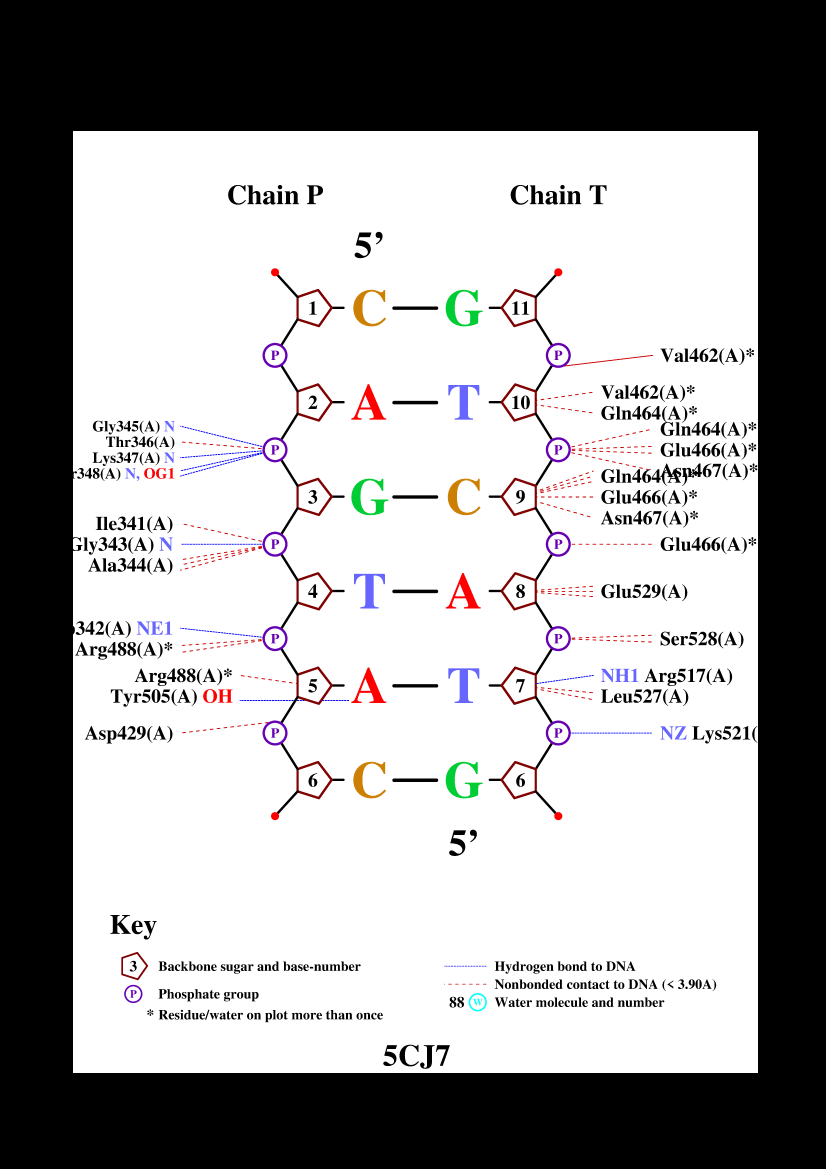 Chain P Chain T
5’
1 C G 11
P P Val462(A)*
2 A T 10 Val462(A)*
Gln464(A)*
Gly345(A) N
Thr346(A)
Lys347(A) N
r348(A) N, OG1
P P Gln464(A)*
Glu466(A)*
Asn467(A)*
3 G C 9 Gln464(A)*
Glu466(A)*
Asn467(A)*
Ile341(A)
Gly343(A) N
Ala344(A)
P P Glu466(A)*
4 T A 8 Glu529(A)
342(A) NE1
Arg488(A)*
P P Ser528(A)
Arg488(A)*
Tyr505(A) OH
5 A T 7 NH1 Arg517(A)
Leu527(A)
Asp429(A) P P NZ Lys521(
6 C G 6
5’
Key
3 Backbone sugar and base-number
P Phosphate group
* Residue/water on plot more than once
Hydrogen bond to DNA
Nonbonded contact to DNA (< 3.90A)
88 W Water molecule and number
5CJ7